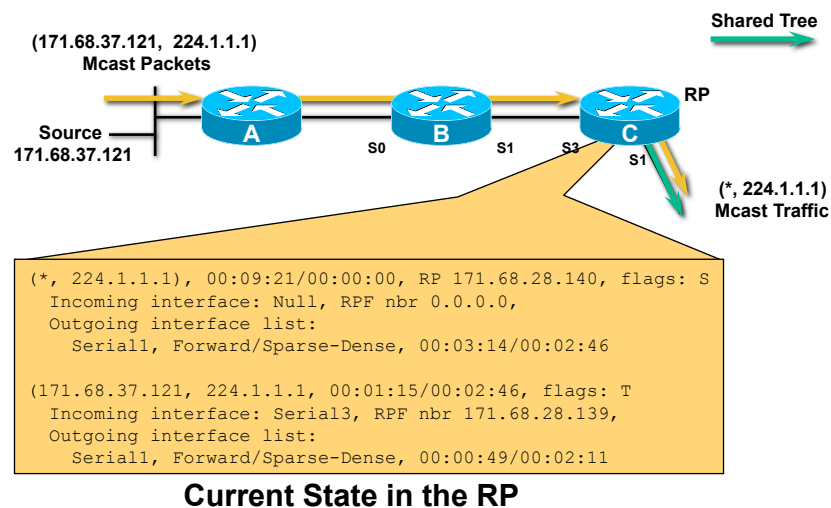 Shared Tree
(171.68.37.121,  224.1.1.1)
Mcast Packets
RP
A
B
C
Source
171.68.37.121
S0
S1
S3
S1
(*, 224.1.1.1)
Mcast Traffic
(*, 224.1.1.1), 00:09:21/00:00:00, RP 171.68.28.140, flags: S
Incoming interface: Null, RPF nbr 0.0.0.0,
Outgoing interface list:
Serial1, Forward/Sparse-Dense, 00:03:14/00:02:46
(171.68.37.121, 224.1.1.1, 00:01:15/00:02:46, flags: T
Incoming interface: Serial3, RPF nbr 171.68.28.139,
Outgoing interface list:
Serial1, Forward/Sparse-Dense, 00:00:49/00:02:11
Current State in the RP